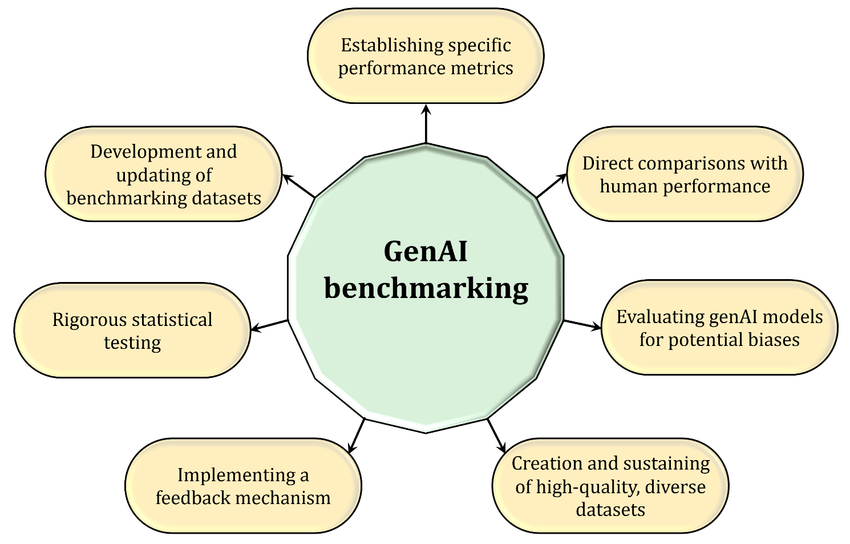 Establishing specific
performance metrics
Development and
updating of
benchmarking datasets
Direct comparisons with
human performance
GenAI
benchmarking
Rigorous statistical
testing
Evaluating genAI models
for potential biases
Implementing a
feedback mechanism
Creation and sustaining
of high-quality, diverse
datasets